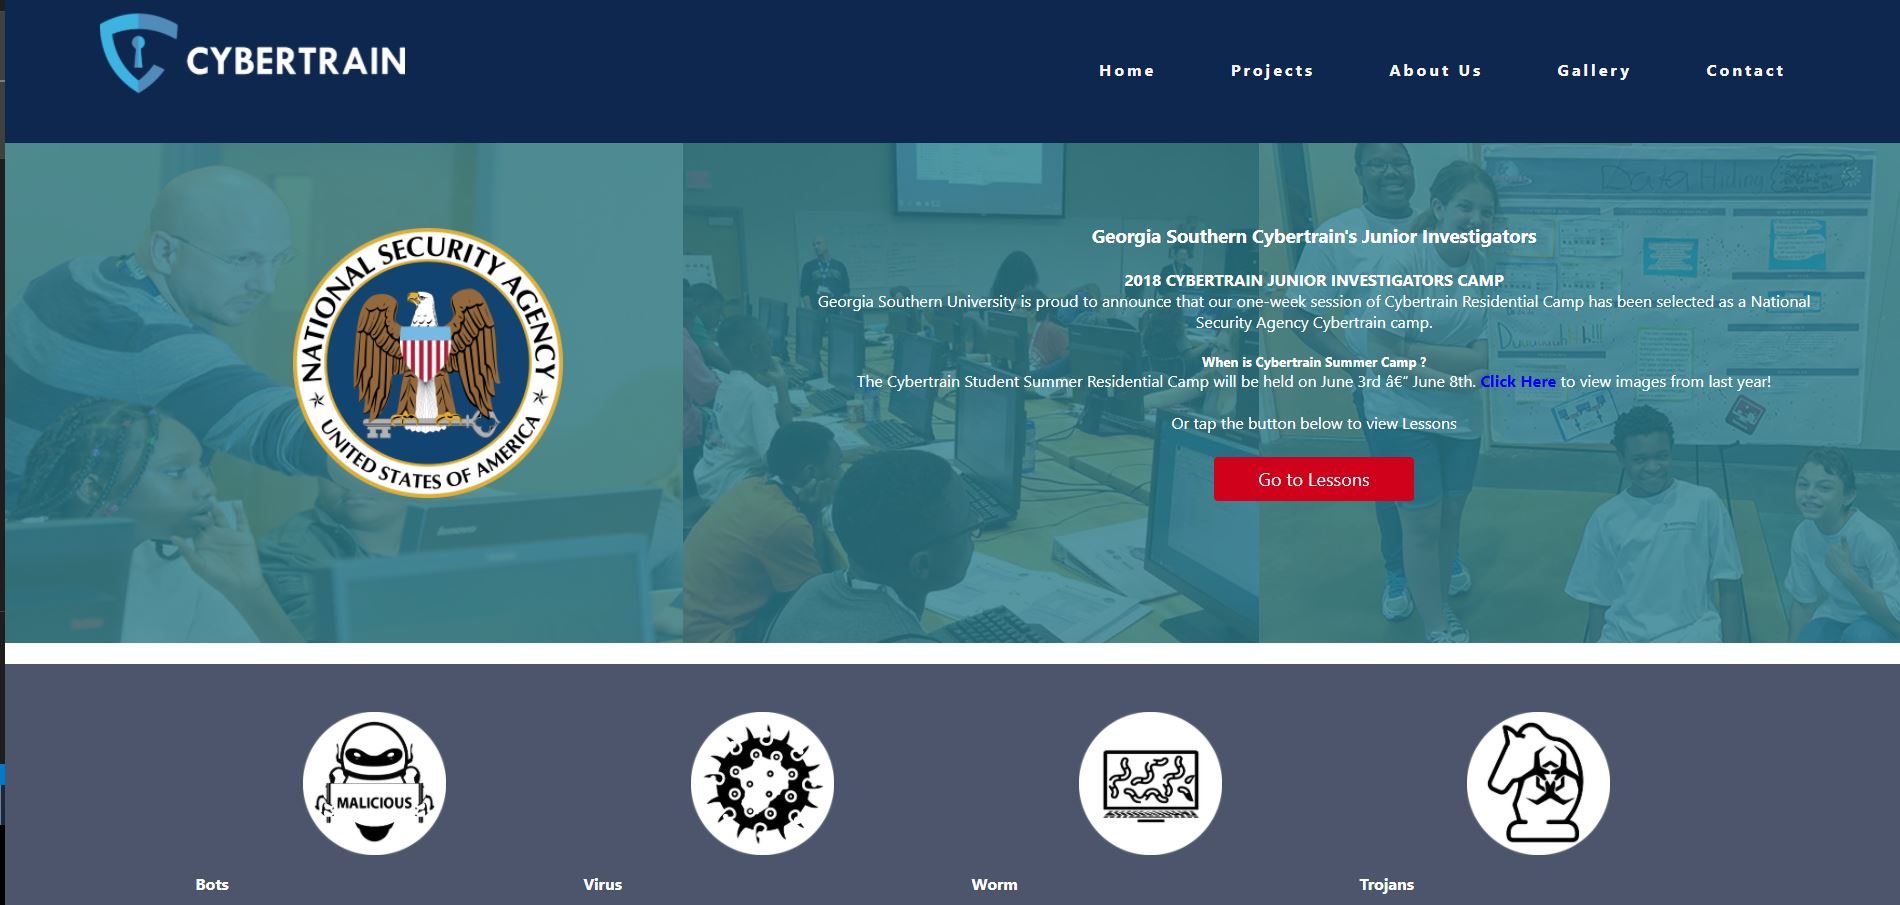 CYBERTRAIN
Home Projects About Us Gallery Contact
NATIONAL SECURITY AGENCY
UNITED STATES OF AMERICA
Georgia Southern Cybertrain's Junior Investigators
2018 CYBERTRAIN JUNIOR INVESTIGATORS CAMP
Georgia Southern University is proud to announce that our one-week session of Cybertrain Residential Camp has been selected as a National
Security Agency Cybertrain camp.
When is Cybertrain Summer Camp ?
The Cybertrain Student Summer Residential Camp will be held on June 3rd â€“ June 8th. Click Here to view images from last year!
Or tap the button below to view Lessons
Go to Lessons
Data Hiding
lenovo
MALICIOUS
Bots
Virus
Worm
Trojans